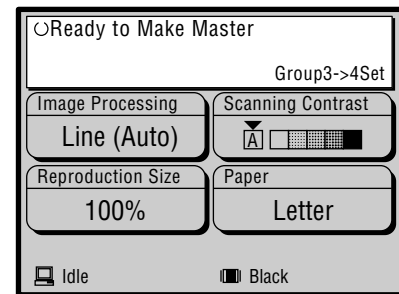 Ready to Make Master
Group3->4Set
Image Processing
Scanning Contrast
Line (Auto)
A
Reproduction Size
Paper
100%
Letter
Idle
Black